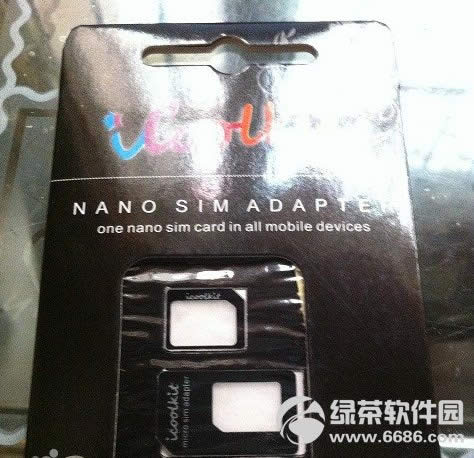 NANO SIM ADAPTER
one nano sim card in all mobile devices
icoolkit
icoolkit
micro sim adapter
绿茶软件园
www.6686.com